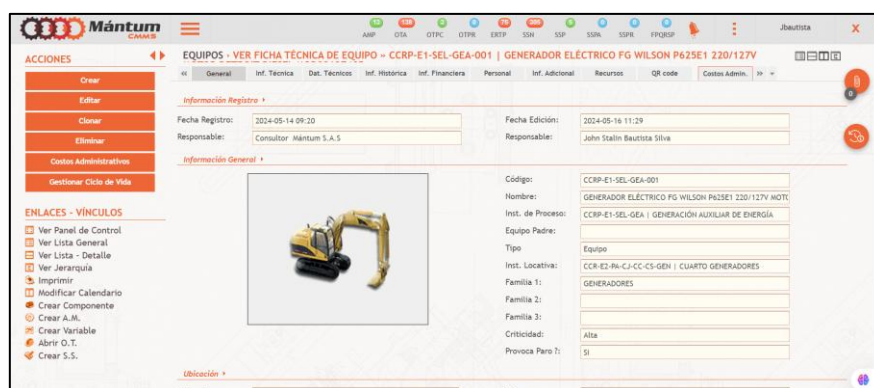 Mántum
CMMS
AMP OTA OTPC OTPR ERTP SSN SSP SSPA SSPR FPQRSP
Jbautista
X
ACCIONES
Crear
Editar
Clonar
Eliminar
Costos Administrativos
Gestionar Ciclo de Vida
ENLACES - VÍNCULOS
Ver Panel de Control
Ver Lista General
Ver Lista - Detalle
Ver Jerarquía
Imprimir
Modificar Calendario
Crear Componente
Crear A.M.
Crear Variable
Abrir O.T.
Crear S.S.
EQUIPOS - VER FICHA TÉCNICA DE EQUIPO » CCRP-E1-SEL-GEA-001 | GENERADOR ELÉCTRICO FG WILSON P625E1 220/127V
General Inf. Técnica Dat. Técnicos Inf. Histórica Inf. Financiera Personal Inf. Adicional Recursos QR code Costos Admin.
0
Información Registro
Fecha Registro: 2024-05-14 09:20 Fecha Edición: 2024-05-16 11:29
Responsable: Consultor Mántum S.A.S Responsable: John Stalin Bautista Silva
Información General
Código: CCRP-E1-SEL-GEA-001
Nombre: GENERADOR ELÉCTRICO FG WILSON P625E1 220/127V MOTO
Inst. de Proceso: CCRP-E1-SEL-GEA | GENERACIÓN AUXILIAR DE ENERGÍA
Equipo Padre:
Tipo Equipo
Inst. Locativa: CCR-E2-PA-CJ-CC-CS-GEN | CUARTO GENERADORES
Familia 1: GENERADORES
Familia 2:
Familia 3:
Criticidad: Alta
Provoca Paro ?: SI
Ubicación